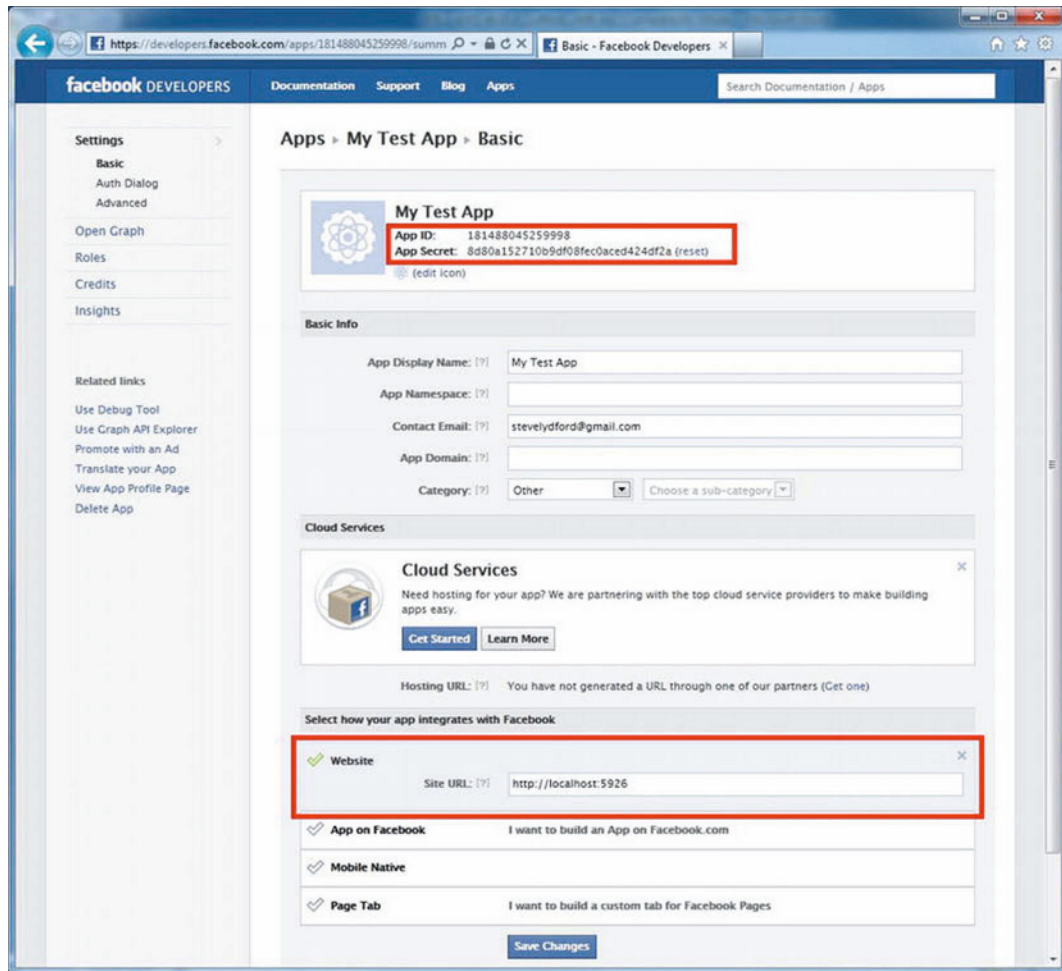 https://developers.facebook.com/apps/181488045259998/summ
Basic - Facebook Developers
facebook DEVELOPERS
Documentation Support Blog Apps
Search Documentation / Apps
Settings
Basic
Auth Dialog
Advanced
Open Graph
Roles
Credits
Insights
Related links
Use Debug Tool
Use Graph API Explorer
Promote with an Ad
Translate your App
View App Profile Page
Delete App
Apps ▸ My Test App ▸ Basic
My Test App
App ID: 181488045259998
App Secret: 8d80a152710b9df08fec0aced424df2a (reset)
(edit icon)
Basic Info
App Display Name: [?] My Test App
App Namespace: [?]
Contact Email: [?] stevelydford@gmail.com
App Domain: [?]
Category: [?] Other Choose a sub-category
Cloud Services
Cloud Services
Need hosting for your app? We are partnering with the top cloud service providers to make building
apps easy.
Get Started Learn More
Hosting URL: [?] You have not generated a URL through one of our partners (Get one)
Select how your app integrates with Facebook
Website
Site URL: [?] http://localhost:5926
App on Facebook I want to build an App on Facebook.com
Mobile Native
Page Tab I want to build a custom tab for Facebook Pages
Save Changes